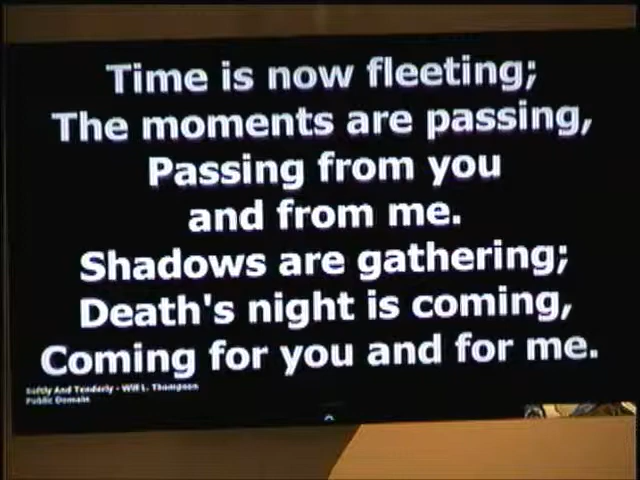 Time is now fleeting;
The moments are passing,
Passing from you
and from me.
Shadows are gathering;
Death's night is coming,
Coming for you and for me.
Softly And Tenderly - Will L. Thompson
Public Domain